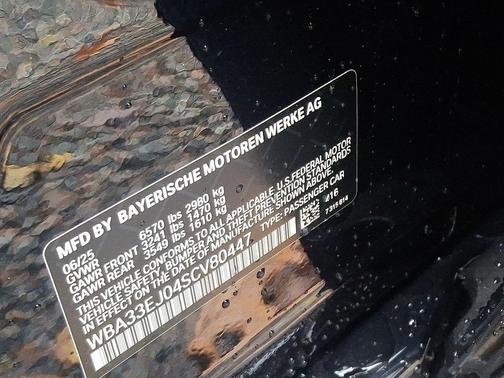 MFD BY BAYERISCHE MOTOREN WERKE AG
06/25
GVWR 6570 lbs 2980 kg
GAWR FRONT 3241 lbs 1470 kg
GAWR REAR 3549 lbs 1610 kg
THIS VEHICLE CONFORMS TO ALL APPLICABLE U.S. FEDERAL MOTOR
VEHICLE SAFETY, BUMPER, AND THEFT PREVENTION STANDARDS
IN EFFECT ON THE DATE OF MANUFACTURE SHOWN ABOVE.
WBA33EJ04SCV80447 TYPE: PASSENGER CAR
/16
7311814